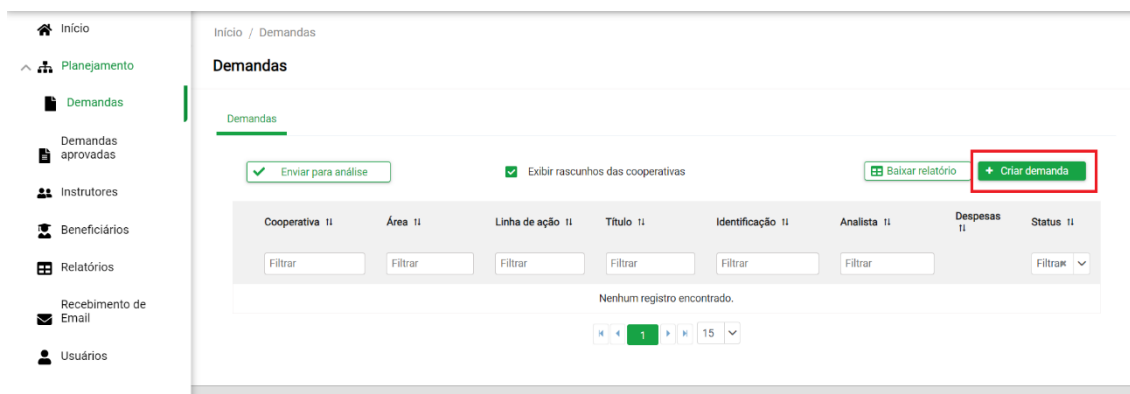 Início
Planejamento
Demandas
Demandas
aprovadas
Instrutores
Beneficiários
Relatórios
Recebimento de
Email
Usuários
Início / Demandas
Demandas
Demandas
Enviar para análise
Exibir rascunhos das cooperativas
Baixar relatório
+ Criar demanda
Cooperativa
Área
Linha de ação
Título
Identificação
Analista
Despesas
Status
Filtrar
Filtrar
Filtrar
Filtrar
Filtrar
Filtrar
Filtrar
Nenhum registro encontrado.
1
15